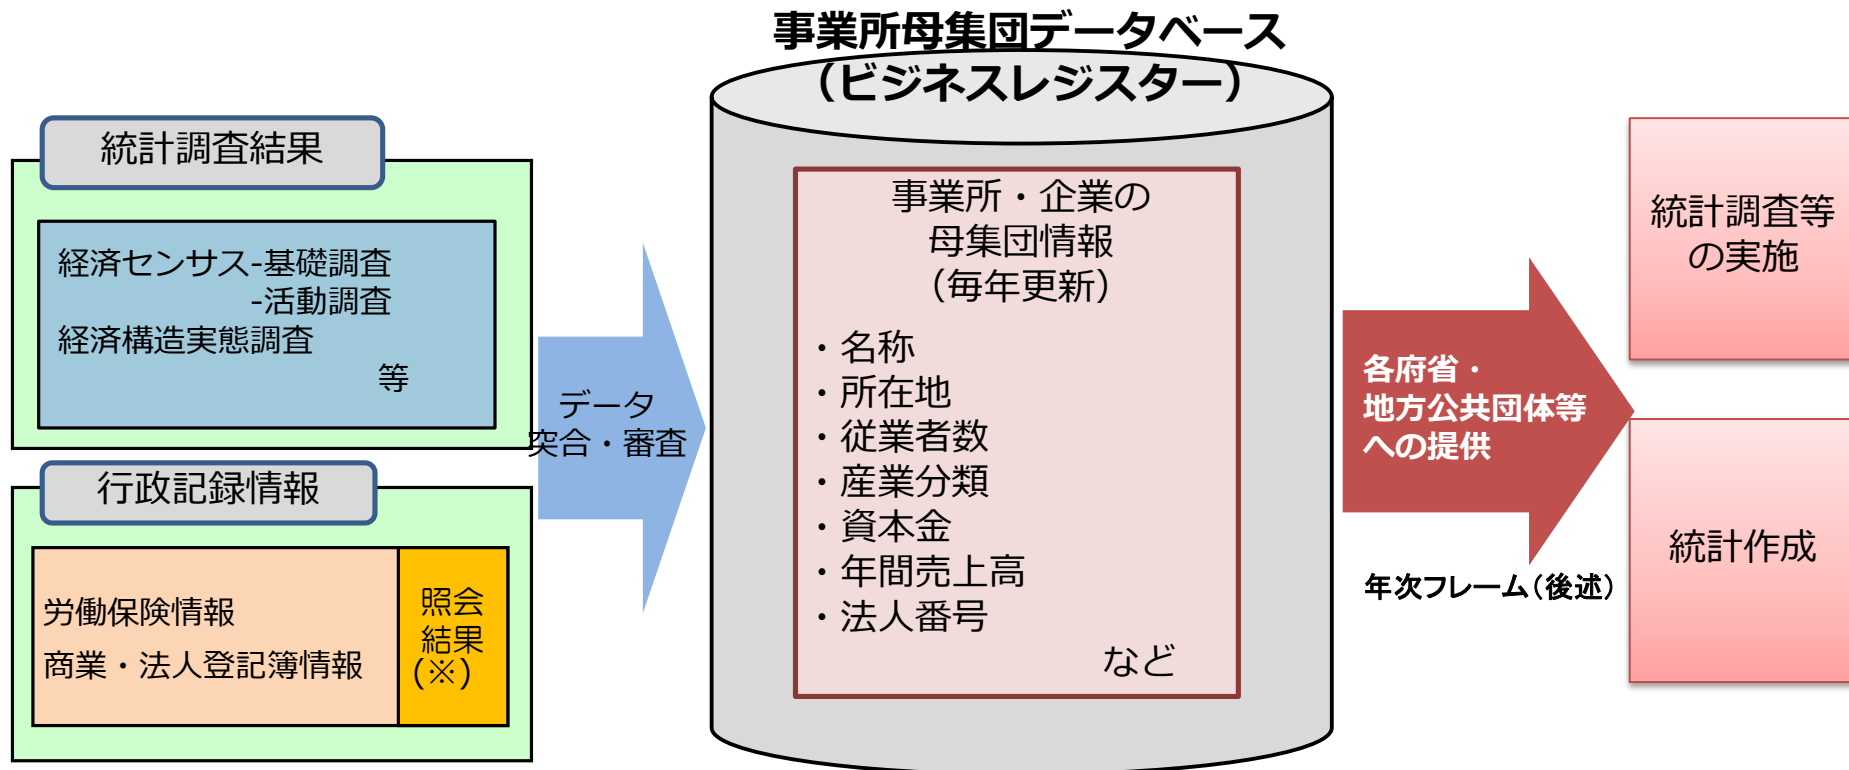 事業所母集団データベース
（ビジネスレジスター）
統計調査結果
経済センサス-基礎調査
-活動調査
経済構造実態調査
等
行政記録情報
労働保険情報
商業・法人登記簿情報
照会
結果
(※)
データ
突合・審査
事業所・企業の
母集団情報
（毎年更新）
・名称
・所在地
・従業者数
・産業分類
・資本金
・年間売上高
・法人番号
など
各府省・
地方公共団体等
への提供
年次フレーム（後述）
統計調査等
の実施
統計作成